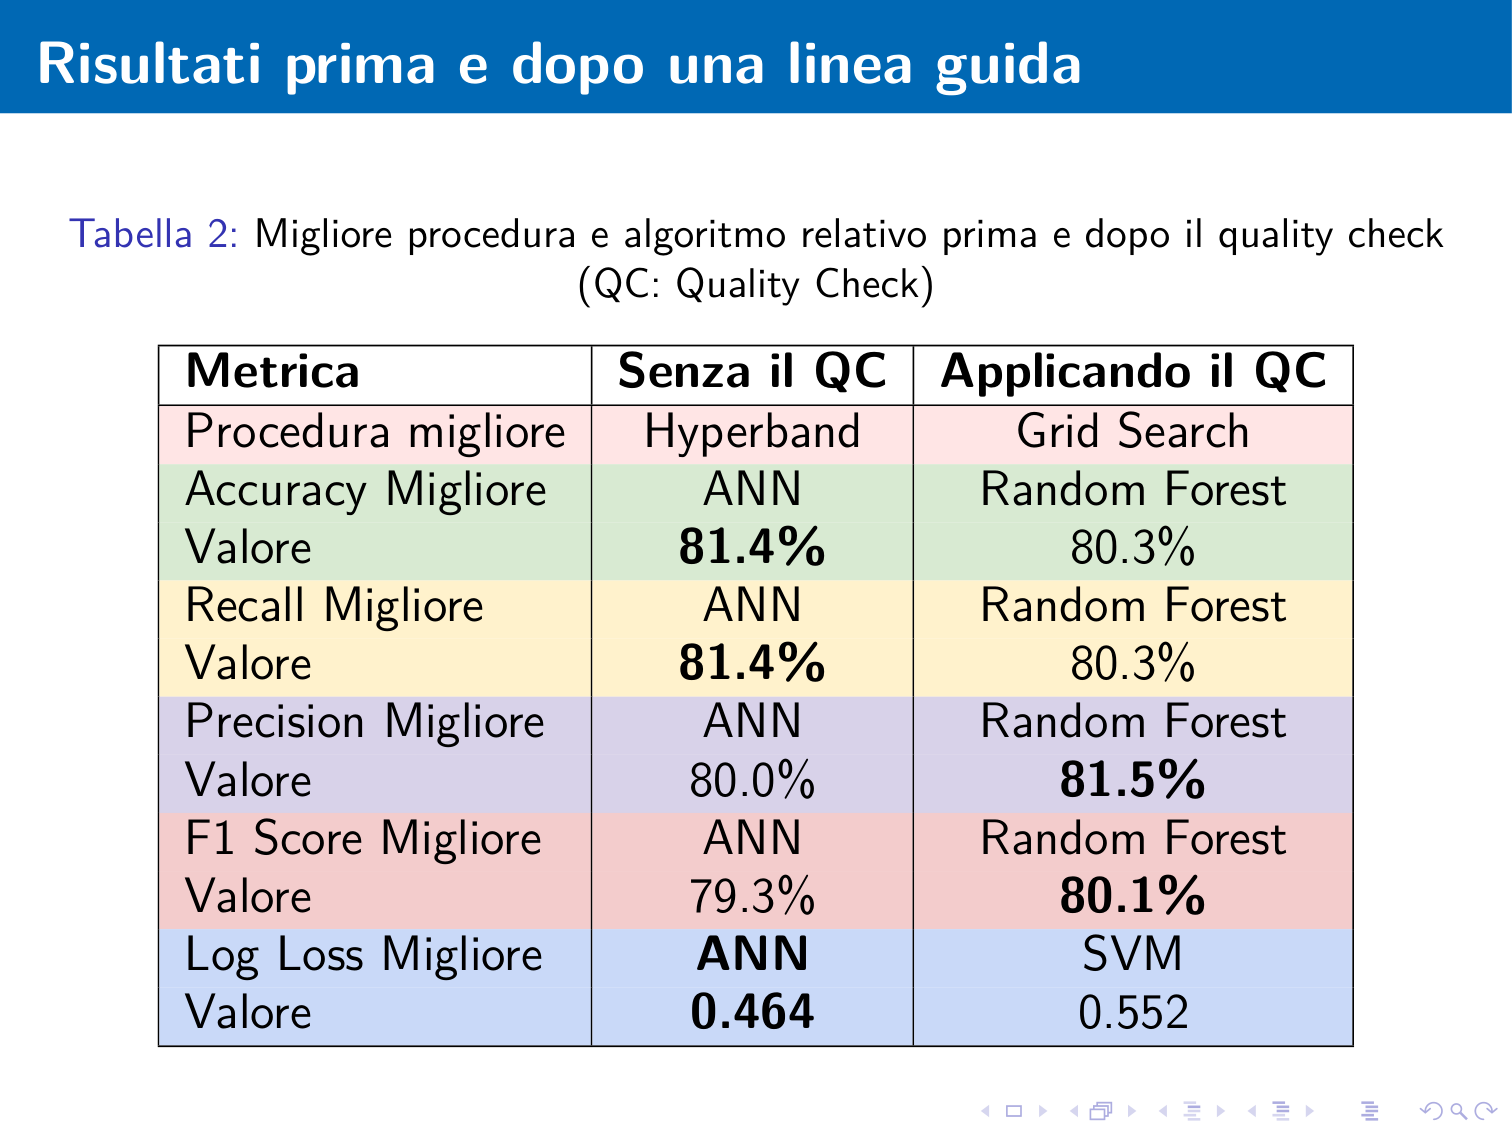 Risultati prima e dopo una linea guida
Tabella 2: Migliore procedura e algoritmo relativo prima e dopo il quality check
(QC: Quality Check)
Metrica Senza il QC Applicando il QC
Procedura migliore Hyperband Grid Search
Accuracy Migliore ANN Random Forest
Valore 81.4% 80.3%
Recall Migliore ANN Random Forest
Valore 81.4% 80.3%
Precision Migliore ANN Random Forest
Valore 80.0% 81.5%
F1 Score Migliore ANN Random Forest
Valore 79.3% 80.1%
Log Loss Migliore ANN SVM
Valore 0.464 0.552